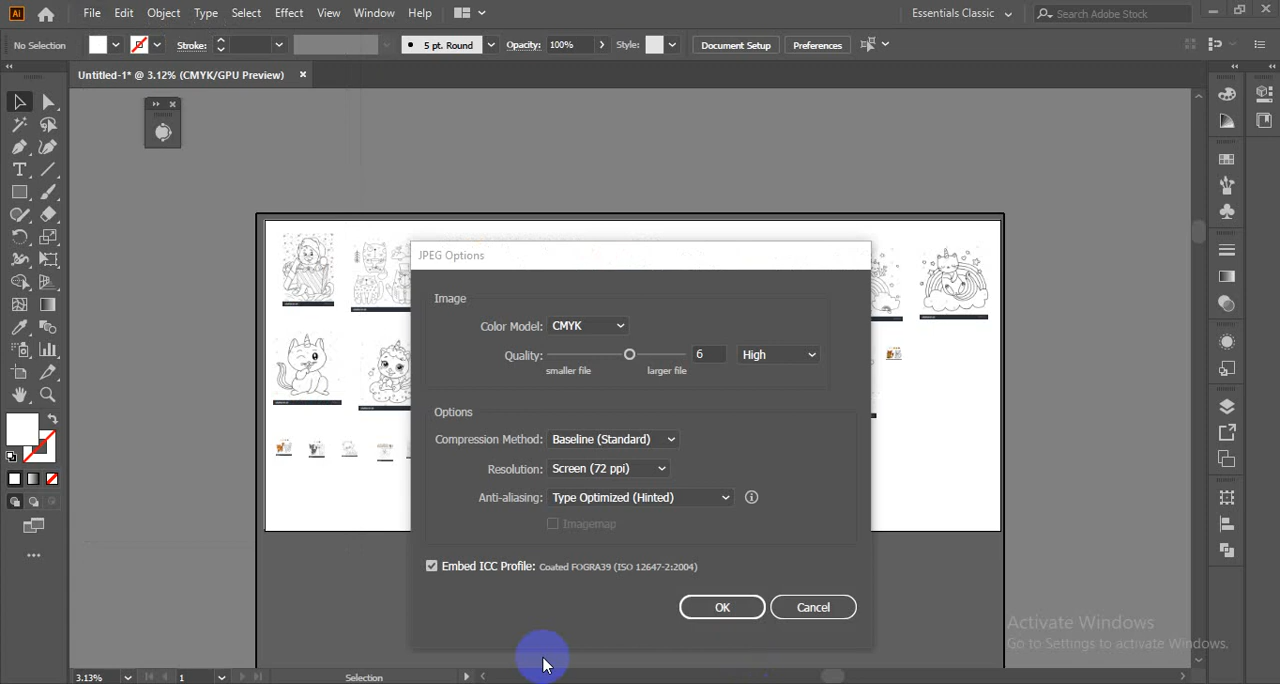 Ai File Edit Object Type Select Effect View Window Help Essentials Classic Search Adobe Stock
No Selection Stroke: 5 pt. Round Opacity: 100% Style: Document Setup Preferences
Untitled-1* @ 3.12% (CMYK/GPU Preview)
JPEG Options
Image
Color Model: CMYK
Quality: 6 High
smaller file larger file
Options
Compression Method: Baseline (Standard)
Resolution: Screen (72 ppi)
Anti-aliasing: Type Optimized (Hinted)
Imagemap
Embed ICC Profile: Coated FOGRA39 (ISO 12647-2:2004)
OK Cancel
Activate Windows
Go to Settings to activate Windows.
3.13% 1 Selection